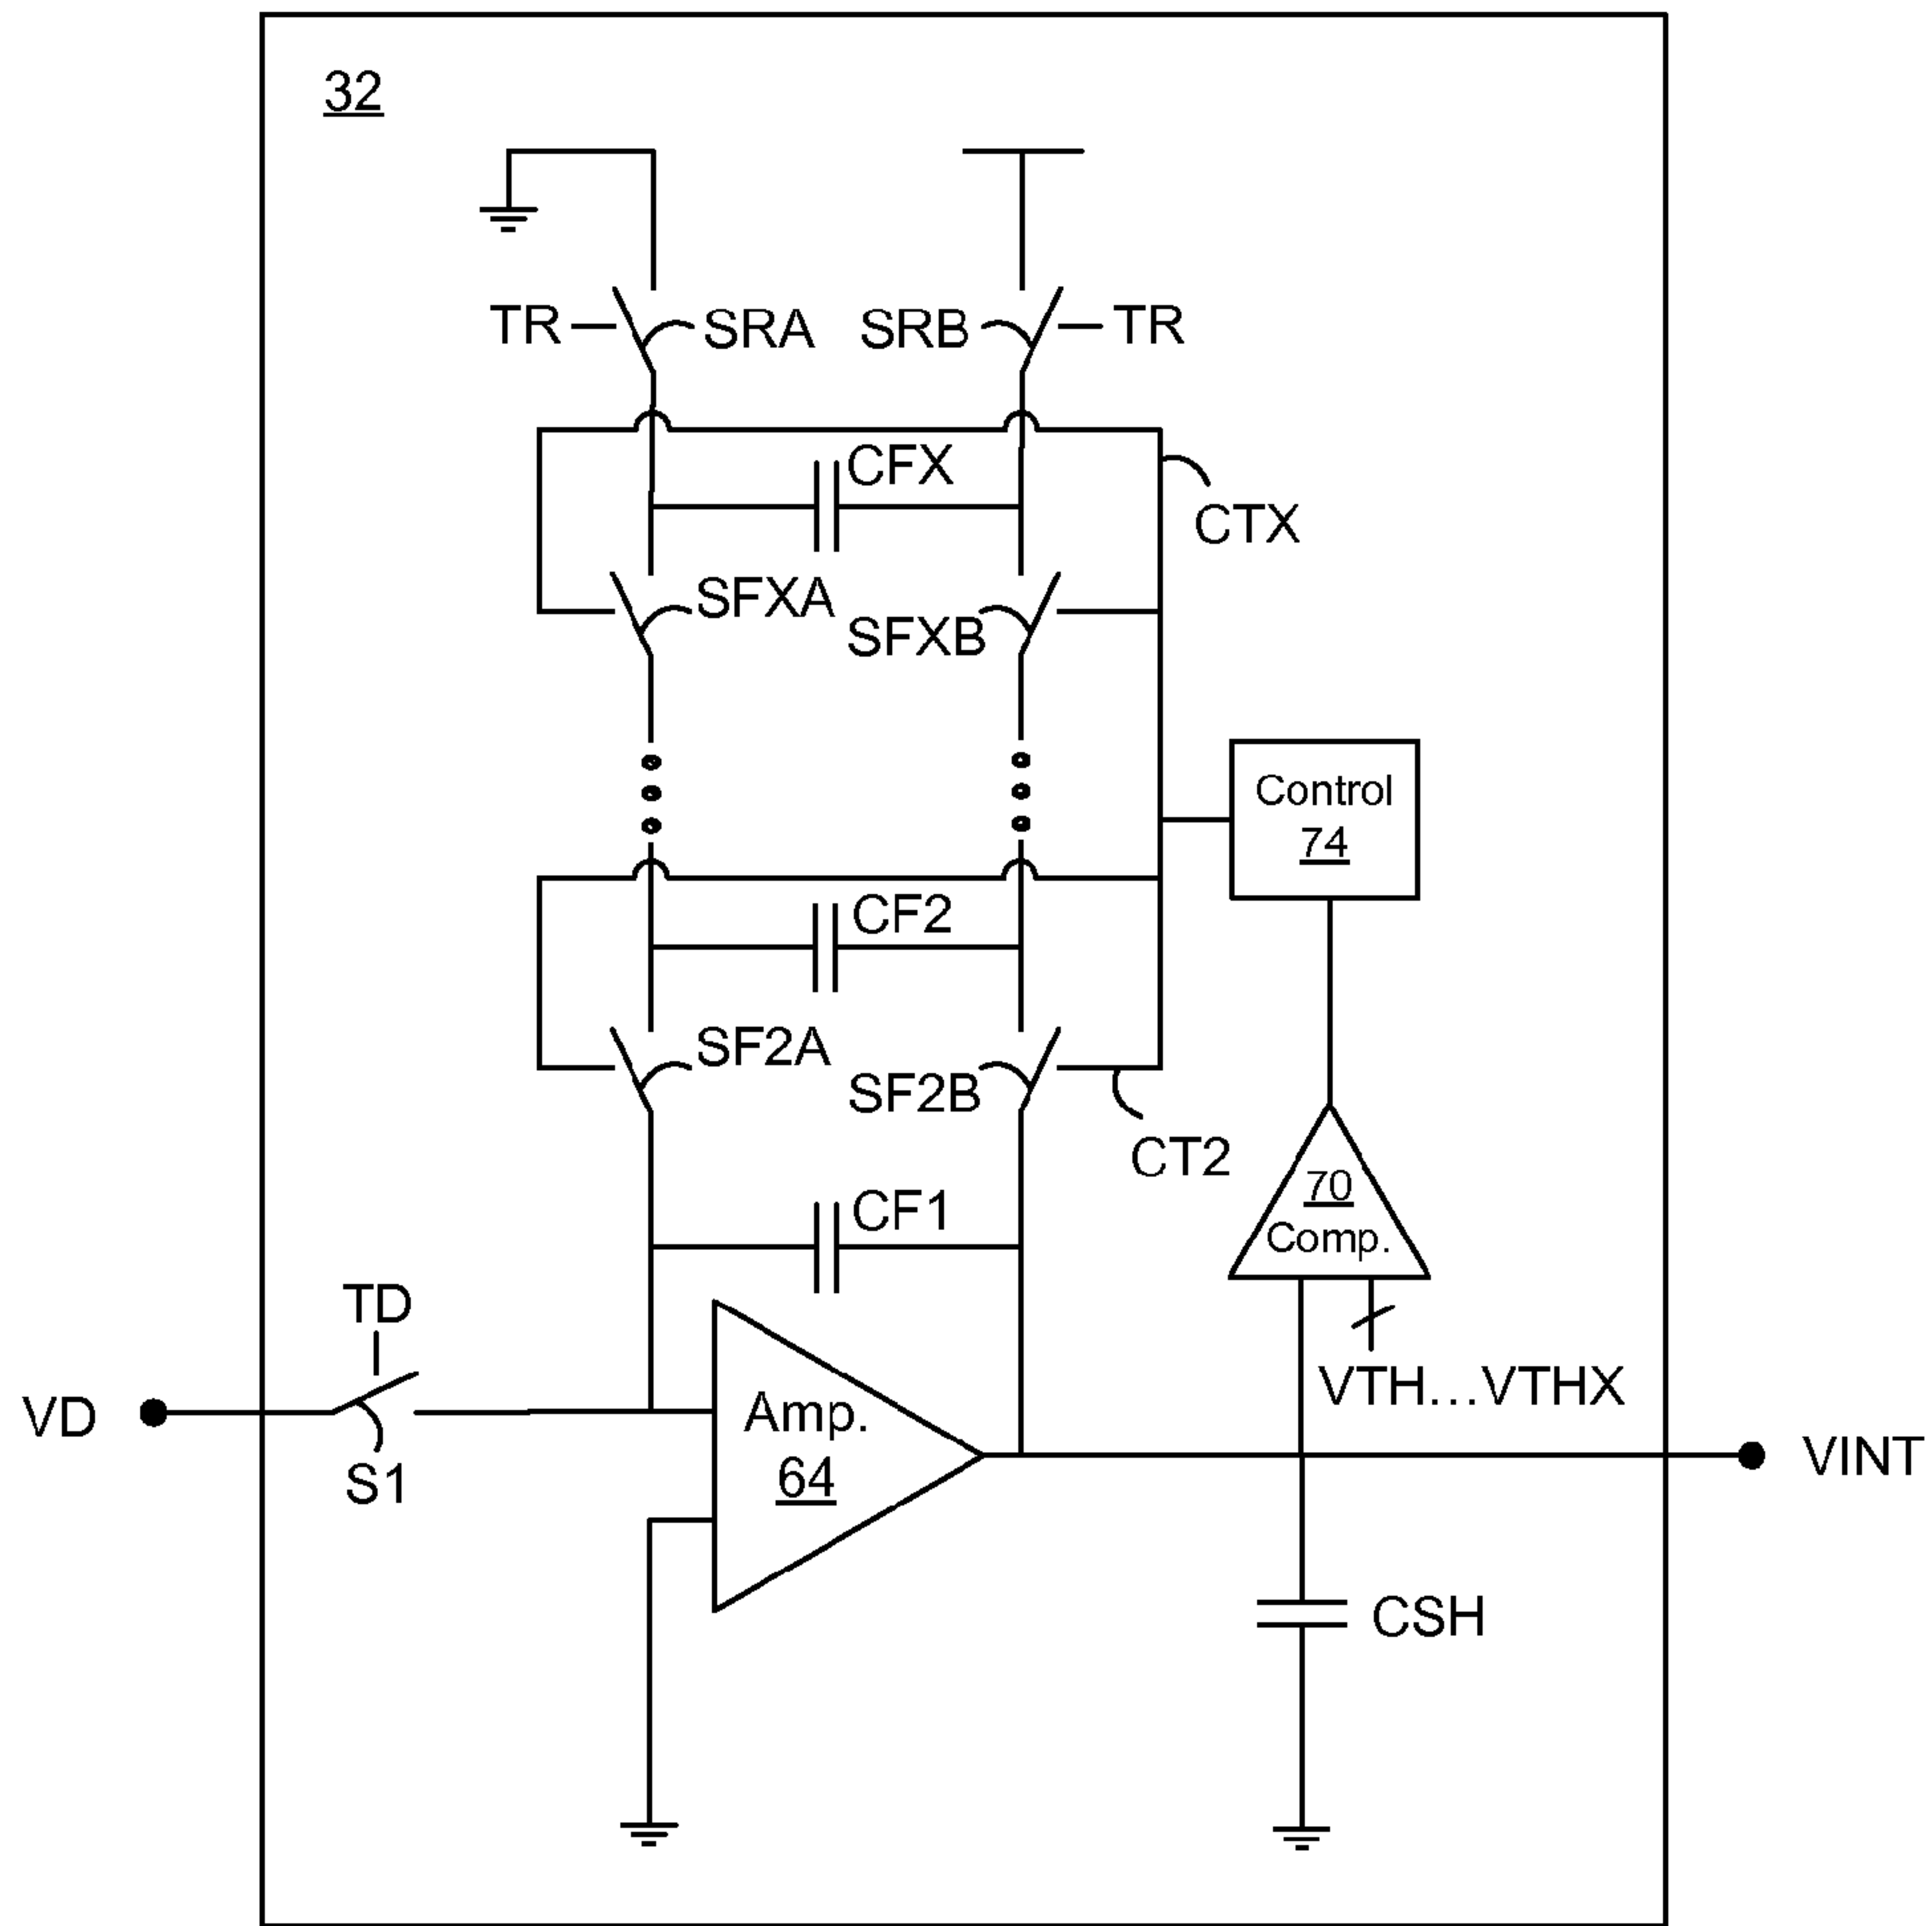 32
TR
SRA
SRB
TR
CFX
CTX
SFXA
SFXB
Control
74
CF2
SF2A
SF2B
CT2
CF1
70
Comp.
TD
VTH...VTHX
VD
Amp.
64
VINT
S1
CSH